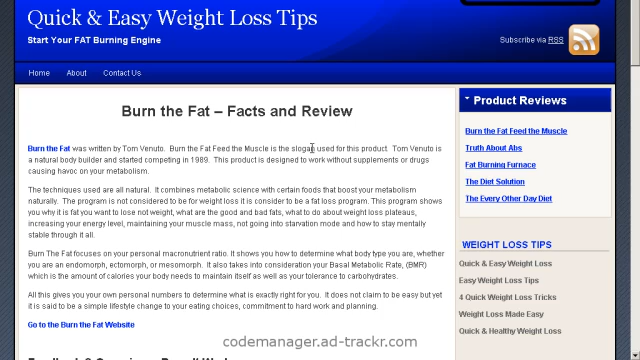 Quick & Easy Weight Loss Tips
Start Your FAT Burning Engine
Subscribe via RSS
Home About Contact Us
Burn the Fat – Facts and Review
Burn the Fat was written by Tom Venuto. Burn the Fat Feed the Muscle is the slogan used for this product. Tom Venuto is
a natural body builder and started competing in 1989. This product is designed to work without supplements or drugs
causing havoc on your metabolism.
The techniques used are all natural. It combines metabolic science with certain foods that boost your metabolism
naturally. The program is not considered to be for weight loss it is consider to be a fat loss program. This program shows
you why it is fat you want to lose not weight, what are the good and bad fats, what to do about weight loss plateaus,
increasing your energy level, maintaining your muscle mass, not going into starvation mode and how to stay mentally
stable through it all.
Burn The Fat focuses on your personal macronutrient ratio. It shows you how to determine what body type you are, whether
you are an endomorph, ectomorph, or mesomorph. It also takes into consideration your Basal Metabolic Rate, (BMR)
which is the amount of calories your body needs to maintain itself as well as your tolerance to carbohydrates.
All this gives you your own personal numbers to determine what is exactly right for you. It does not claim to be easy but yet
it is said to be a simple lifestyle change to your eating choices, commitment to hard work and planning.
Go to the Burn the Fat Website
Product Reviews
Burn the Fat Feed the Muscle
Truth About Abs
Fat Burning Furnace
The Diet Solution
The Every Other Day Diet
WEIGHT LOSS TIPS
Quick & Easy Weight Loss
Easy Weight Loss Tips
4 Quick Weight Loss Tricks
Weight Loss Made Easy
Quick & Healthy Weight Loss
codemanager.ad-trackr.com